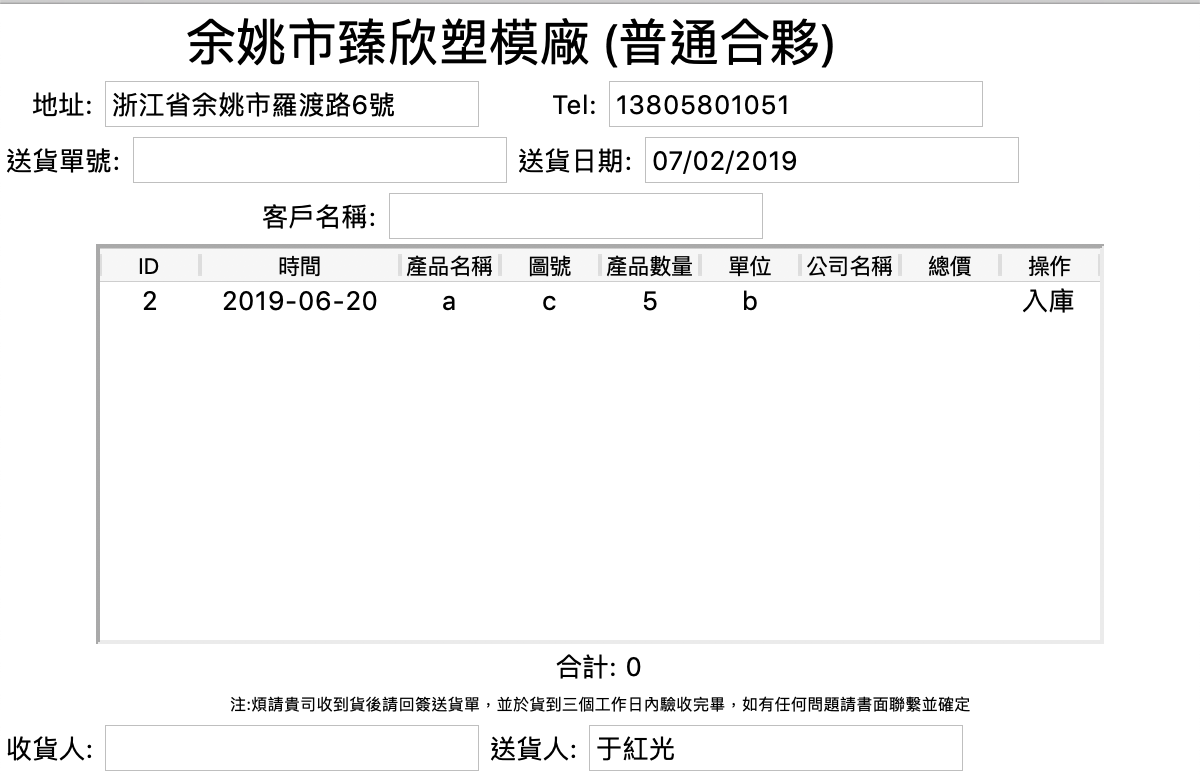 余姚市臻欣塑模廠 (普通合夥)
地址: 浙江省余姚市羅渡路6號 Tel: 13805801051
送貨單號: 送貨日期: 07/02/2019
客戶名稱:
ID 時間 產品名稱 圖號 產品數量 單位 公司名稱 總價 操作
2 2019-06-20 a c 5 b 入庫
合計: 0
注:煩請貴司收到貨後請回簽送貨單，並於貨到三個工作日內驗收完畢，如有任何問題請書面聯繫並確定
收貨人: 送貨人: 于紅光